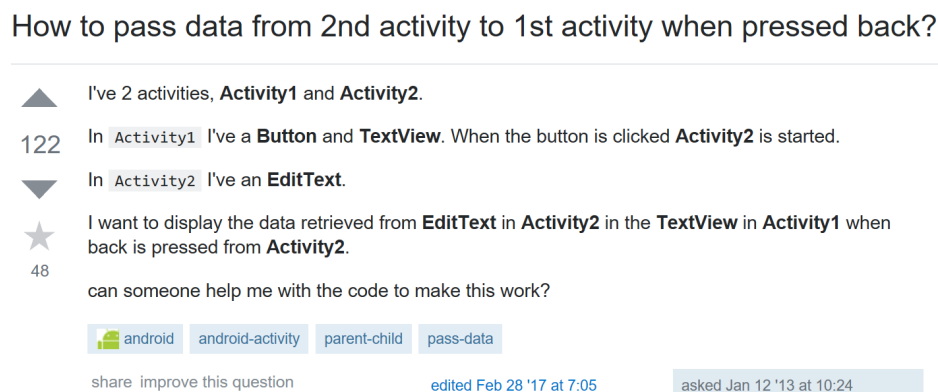 How to pass data from 2nd activity to 1st activity when pressed back?
I've 2 activities, Activity1 and Activity2.
122
In Activity1 I've a Button and TextView. When the button is clicked Activity2 is started.
In Activity2 I've an EditText.
I want to display the data retrieved from EditText in Activity2 in the TextView in Activity1 when
back is pressed from Activity2.
48
can someone help me with the code to make this work?
android android-activity parent-child pass-data
share improve this question edited Feb 28 '17 at 7:05 asked Jan 12 '13 at 10:24